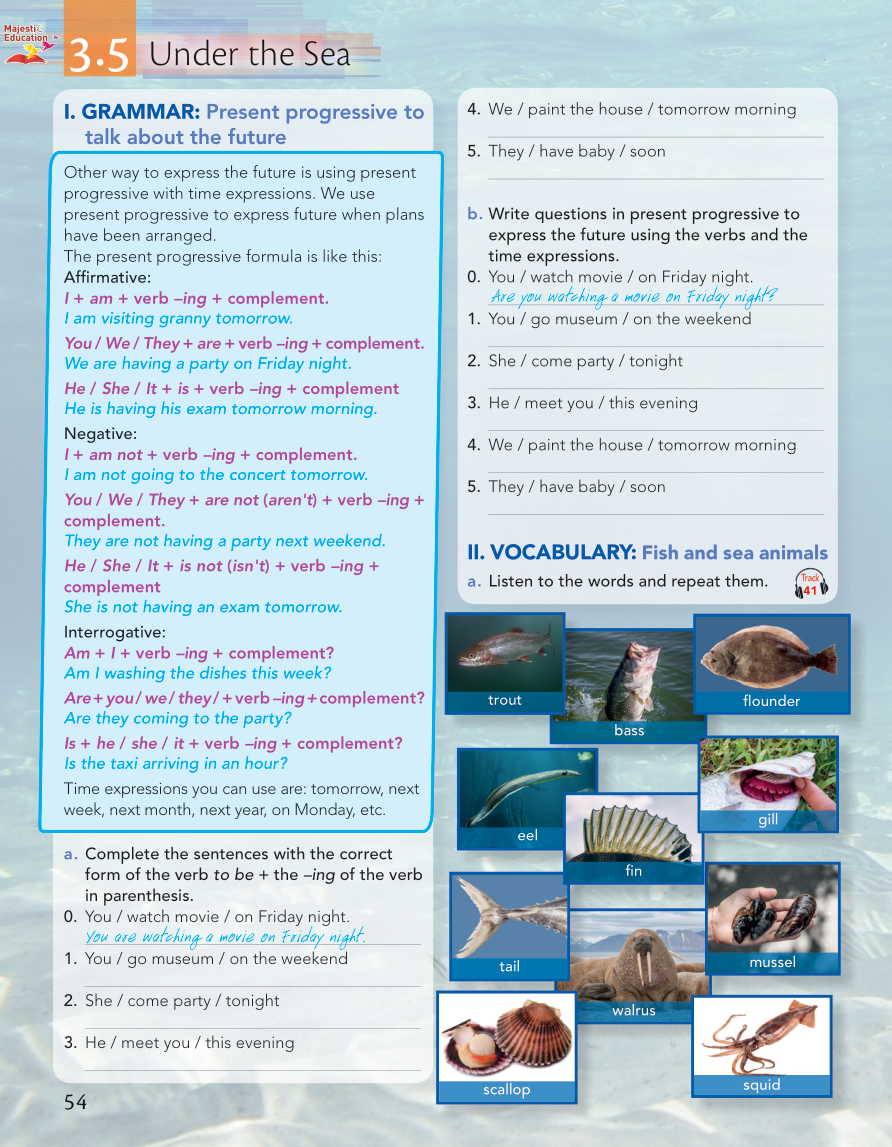 Majestic
Education
3.5 Under the Sea
I. GRAMMAR: Present progressive to
talk about the future
Other way to express the future is using present
progressive with time expressions. We use
present progressive to express future when plans
have been arranged.
The present progressive formula is like this:
Affirmative:
I + am + verb –ing + complement.
I am visiting granny tomorrow.
You / We / They + are + verb –ing + complement.
We are having a party on Friday night.
He / She / It + is + verb –ing + complement
He is having his exam tomorrow morning.
Negative:
I + am not + verb –ing + complement.
I am not going to the concert tomorrow.
You / We / They + are not (aren't) + verb –ing +
complement.
They are not having a party next weekend.
He / She / It + is not (isn't) + verb –ing +
complement
She is not having an exam tomorrow.
Interrogative:
Am + I + verb –ing + complement?
Am I washing the dishes this week?
Are + you / we / they / + verb –ing + complement?
Are they coming to the party?
Is + he / she / it + verb –ing + complement?
Is the taxi arriving in an hour?
Time expressions you can use are: tomorrow, next
week, next month, next year, on Monday, etc.
a. Complete the sentences with the correct
form of the verb to be + the –ing of the verb
in parenthesis.
0. You / watch movie / on Friday night.
You are watching a movie on Friday night.
1. You / go museum / on the weekend
2. She / come party / tonight
3. He / meet you / this evening
54
4. We / paint the house / tomorrow morning
5. They / have baby / soon
b. Write questions in present progressive to
express the future using the verbs and the
time expressions.
0. You / watch movie / on Friday night.
Are you watching a movie on Friday night?
1. You / go museum / on the weekend
2. She / come party / tonight
3. He / meet you / this evening
4. We / paint the house / tomorrow morning
5. They / have baby / soon
II. VOCABULARY: Fish and sea animals
a. Listen to the words and repeat them.
Track
41
trout
bass
flounder
eel
fin
gill
tail
walrus
mussel
scallop
squid